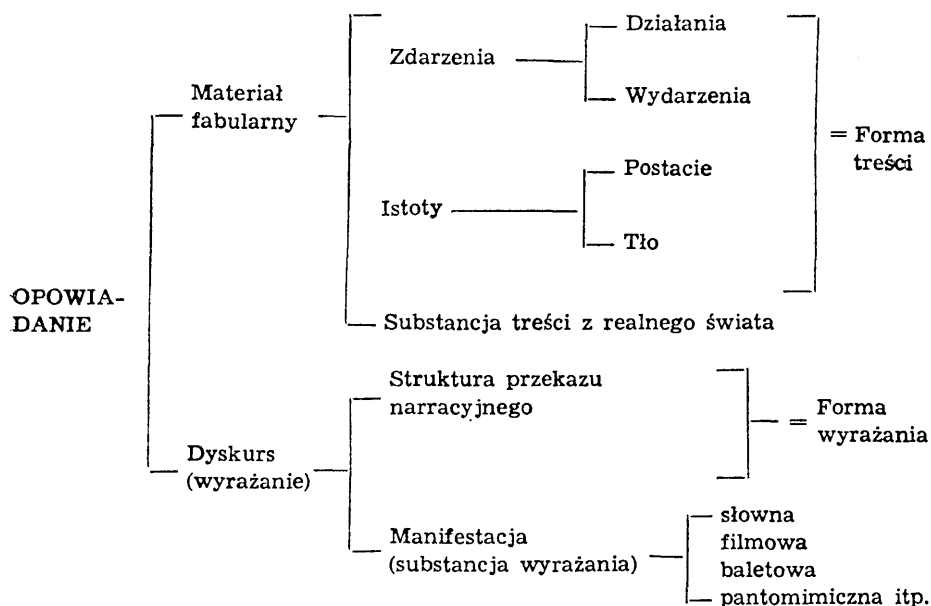 Działania
Zdarzenia
Wydarzenia
Materiał
fabularny
= Forma
treści
Postacie
Istoty
Tło
OPOWIA-
DANIE
Substancja treści z realnego świata
Struktura przekazu
narracyjnego
= Forma
wyrażania
Dyskurs
(wyrażanie)
Manifestacja
(substancja wyrażania)
słowna
filmowa
baletowa
pantomimiczna itp.